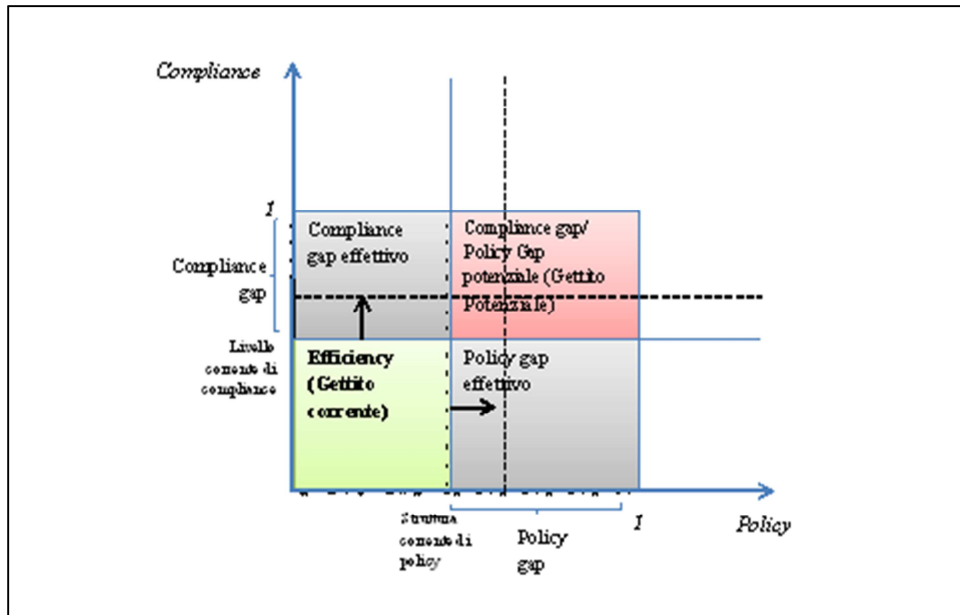 Compliance
1
Compliance
gap effettivo
Compliance gap/
Policy Gap
potenziale (Gettito
Potenziale)
Compliance
gap
Livello
corrente di
compliance
Efficiency
(Gettito
corrente)
Policy gap
effettivo
Struttura
corrente di
policy
Policy
gap
1
Policy